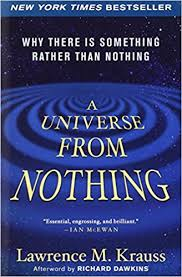 NEW YORK TIMES BESTSELLER
WHY THERE IS SOMETHING
RATHER THAN NOTHING
A
UNIVERSE
FROM
NOTHING
"Essential, engrossing, and brilliant."
—IAN McEWAN
Lawrence M. Krauss
Afterword by RICHARD DAWKINS